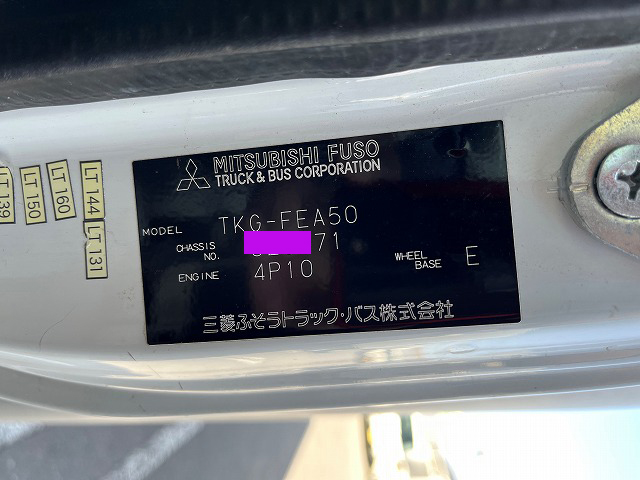 MITSUBISHI FUSO
TRUCK & BUS CORPORATION
MODEL TKG-FEA50
CHASSIS NO. 71
ENGINE 4P10
WHEEL BASE E
三菱ふそうトラック・バス株式会社
LT 139
LT 150
LT 160
LT 144
LT 131